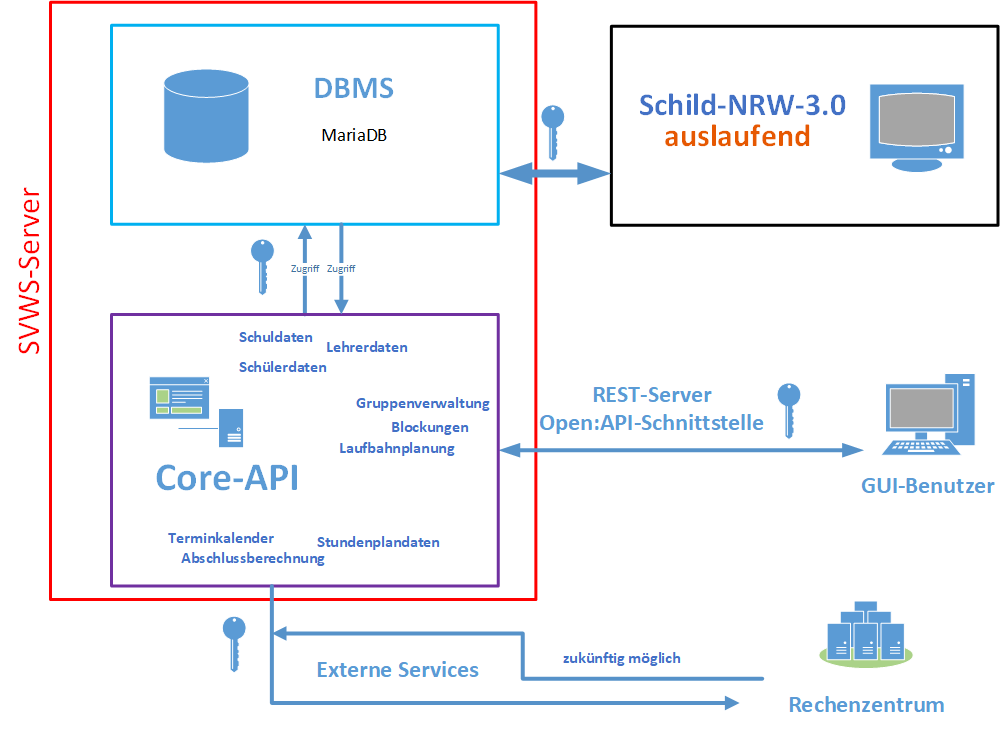 SVWS-Server
DBMS
MariaDB
Schild-NRW-3.0
auslaufend
Zugriff
Zugriff
Schuldaten
Lehrerdaten
Schülerdaten
Gruppenverwaltung
Blockungen
Laufbahnplanung
Core-API
Terminkalender
Stundenplandaten
Abschlussberechnung
REST-Server
Open:API-Schnittstelle
GUI-Benutzer
Externe Services
zukünftig möglich
Rechenzentrum